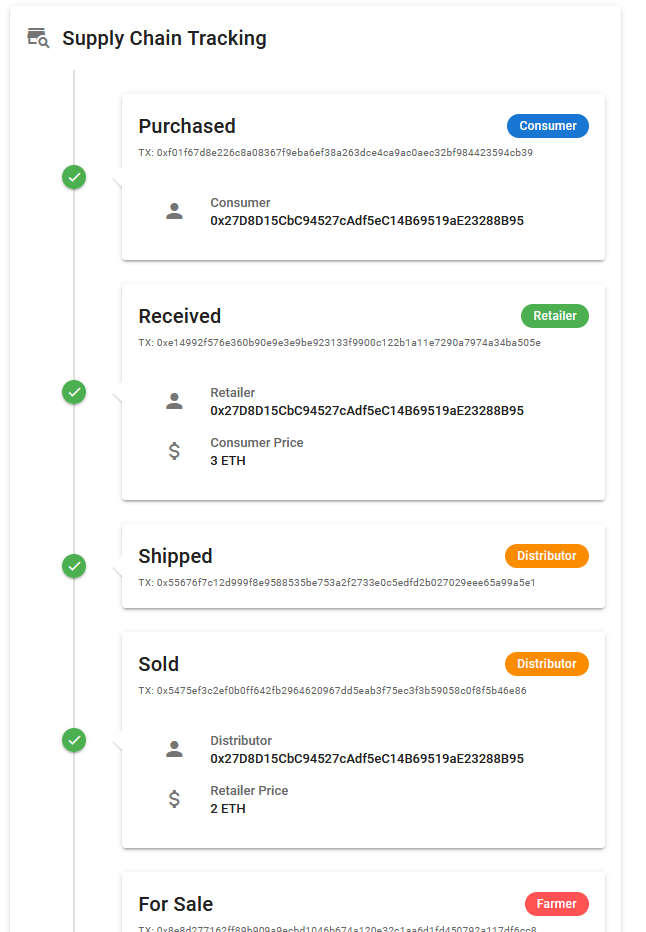 Supply Chain Tracking
Purchased
Consumer
TX: 0xf01f67d8e226c8a08367f9eba6ef38a263dce4ca9ac0aec32bf984423594cb39
Consumer
0x27D8D15CbC94527cAdf5eC14B69519aE23288B95
Received
Retailer
TX: 0xe14992f576e360b90e9e3e9be923133f9900c122b1a11e7290a7974a34ba505e
Retailer
0x27D8D15CbC94527cAdf5eC14B69519aE23288B95
Consumer Price
3 ETH
Shipped
Distributor
TX: 0x55676f7c12d999f8e9588535be753a2f2733e0c5edfd2b027029eee65a99a5e1
Sold
Distributor
TX: 0x5475ef3c2ef0b0ff642fb2964620967dd5eab3f75ec3f3b59058c0f8f5b46e86
Distributor
0x27D8D15CbC94527cAdf5eC14B69519aE23288B95
Retailer Price
2 ETH
For Sale
Farmer
TX: